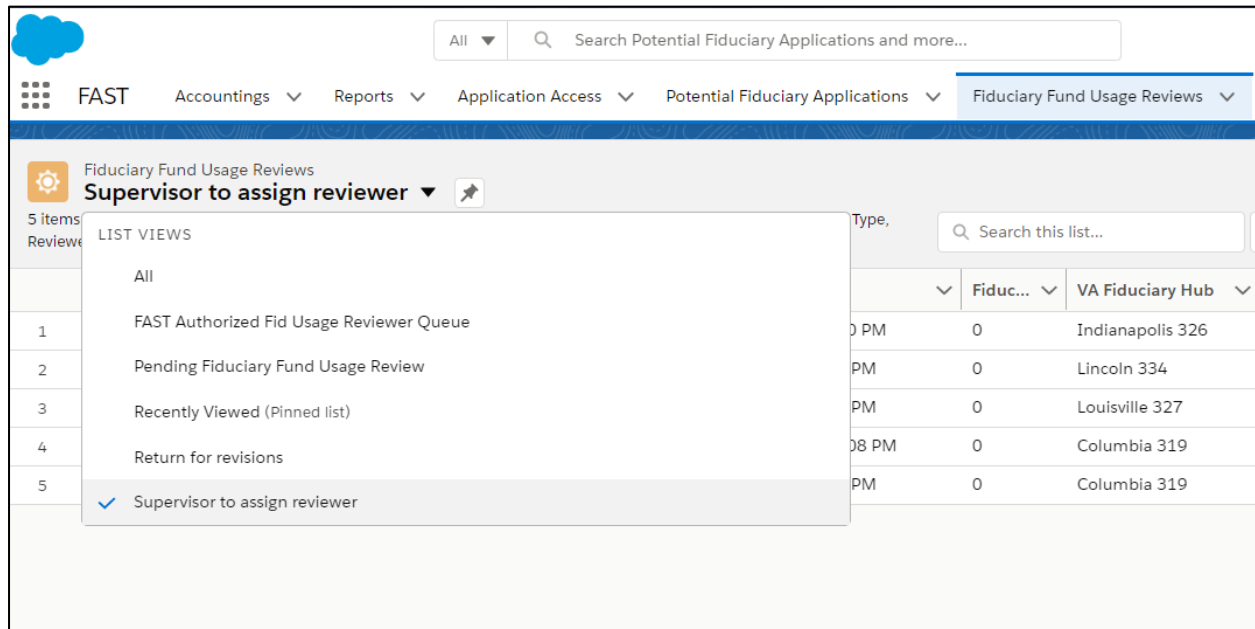 All Search Potential Fiduciary Applications and more...
FAST Accountings Reports Application Access Potential Fiduciary Applications Fiduciary Fund Usage Reviews
Fiduciary Fund Usage Reviews
Supervisor to assign reviewer
5 items Type,
Reviewe Search this list...
LIST VIEWS
All
FAST Authorized Fid Usage Reviewer Queue
Pending Fiduciary Fund Usage Review
Recently Viewed (Pinned list)
Return for revisions
Supervisor to assign reviewer
Fiduc... VA Fiduciary Hub
1 PM 0 Indianapolis 326
2 PM 0 Lincoln 334
3 PM 0 Louisville 327
4 08 PM 0 Columbia 319
5 PM 0 Columbia 319